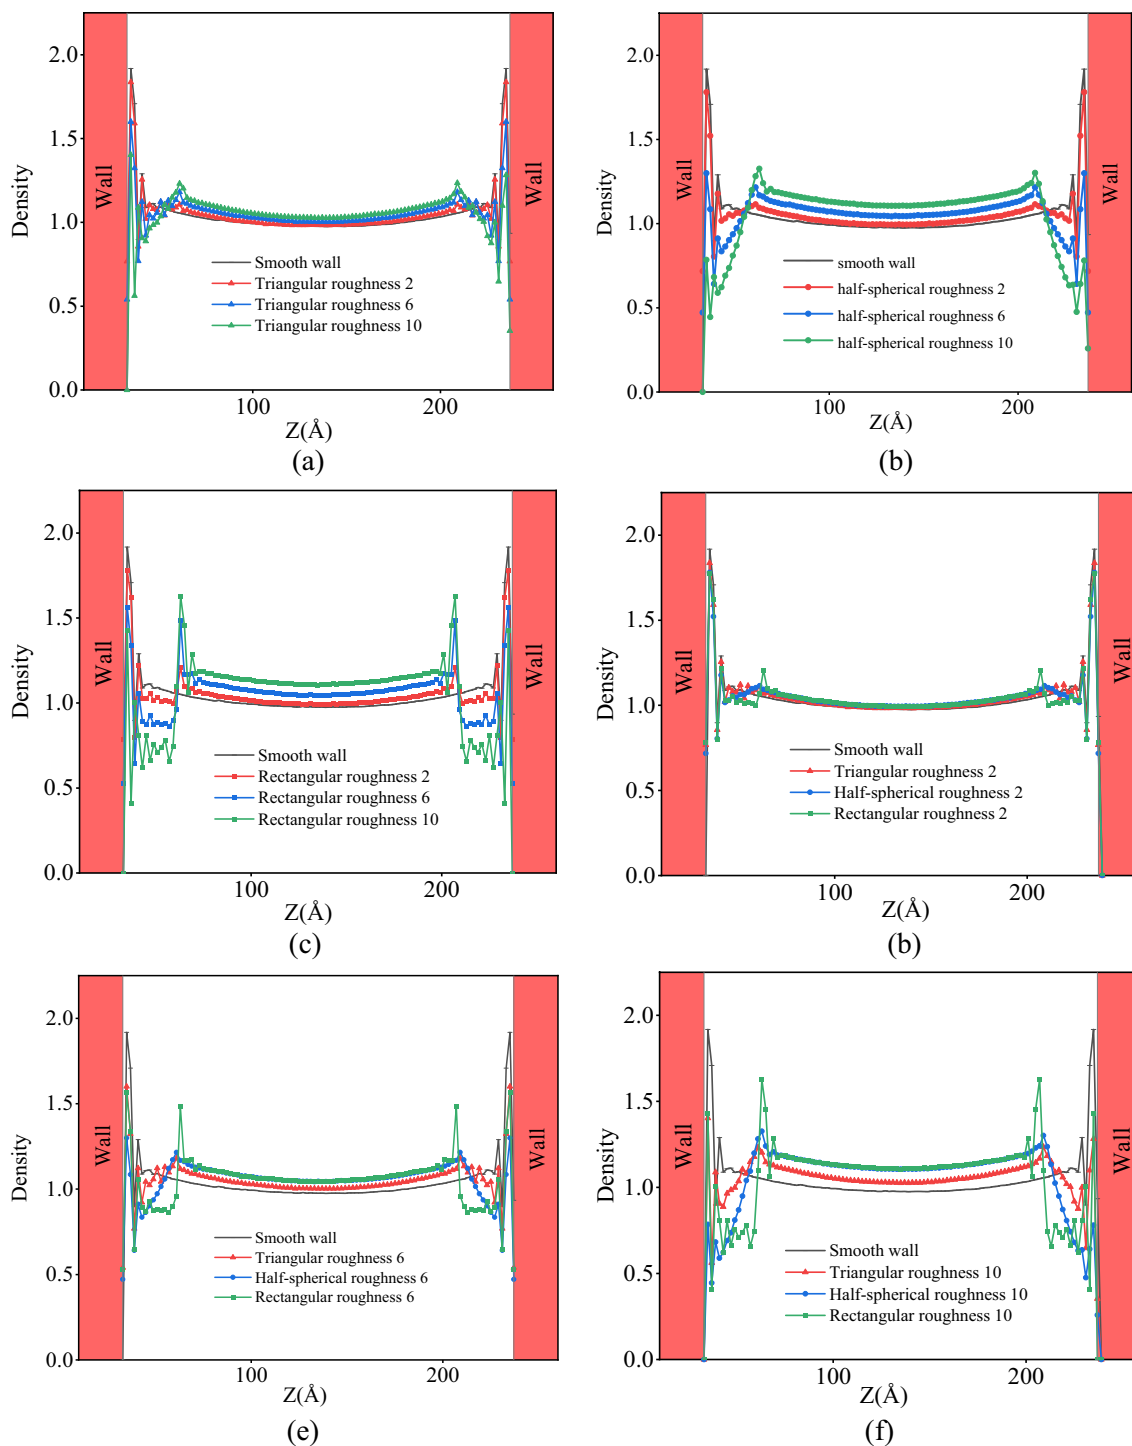 2.0
1.5
1.0
0.5
0.0
Density
Wall
Wall
Smooth wall
Triangular roughness 2
Triangular roughness 6
Triangular roughness 10
100
200
Z(Å)
(a)
2.0
1.5
1.0
0.5
0.0
Density
Wall
Wall
smooth wall
half-spherical roughness 2
half-spherical roughness 6
half-spherical roughness 10
100
200
Z(Å)
(b)
2.0
1.5
1.0
0.5
0.0
Density
Wall
Wall
Smooth wall
Rectangular roughness 2
Rectangular roughness 6
Rectangular roughness 10
100
200
Z(Å)
(c)
2.0
1.5
1.0
0.5
0.0
Density
Wall
Wall
Smooth wall
Triangular roughness 2
Half-spherical roughness 2
Rectangular roughness 2
100
200
Z(Å)
(b)
2.0
1.5
1.0
0.5
0.0
Density
Wall
Wall
Smooth wall
Triangular roughness 6
Half-spherical roughness 6
Rectangular roughness 6
100
200
Z(Å)
(e)
2.0
1.5
1.0
0.5
0.0
Density
Wall
Wall
Smooth wall
Triangular roughness 10
Half-spherical roughness 10
Rectangular roughness 10
100
200
Z(Å)
(f)